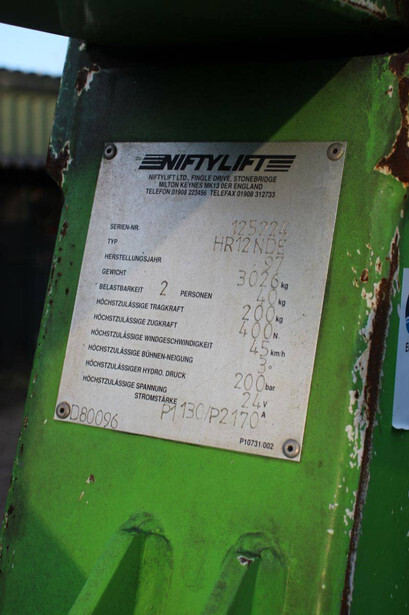 NIFTYLIFT
NIFTYLIFT LTD., FINGLE DRIVE, STONEBRIDGE
MILTON KEYNES MK13 0ER ENGLAND
TELEFON 01908 223456 TELEFAX 01908 312733
SERIEN-NR. 125224
TYP HR12NDE
HERSTELLUNGSJAHR 07
GEWICHT 3026 kg
BELASTBARKEIT 2 PERSONEN 40 kg
HÖCHSTZULÄSSIGE TRAGKRAFT 200 kg
HÖCHSTZULÄSSIGE ZUGKRAFT 400 N
HÖCHSTZULÄSSIGE WINDGESCHWINDIGKEIT 45 km/h
HÖCHSTZULÄSSIGE BÜHNEN-NEIGUNG 3°
HÖCHSTZULÄSSIGER HYDRO. DRUCK 200 bar
HÖCHSTZULÄSSIGE SPANNUNG 24 V
STROMSTÄRKE P1130/P2170 A
D80096
P10731/002